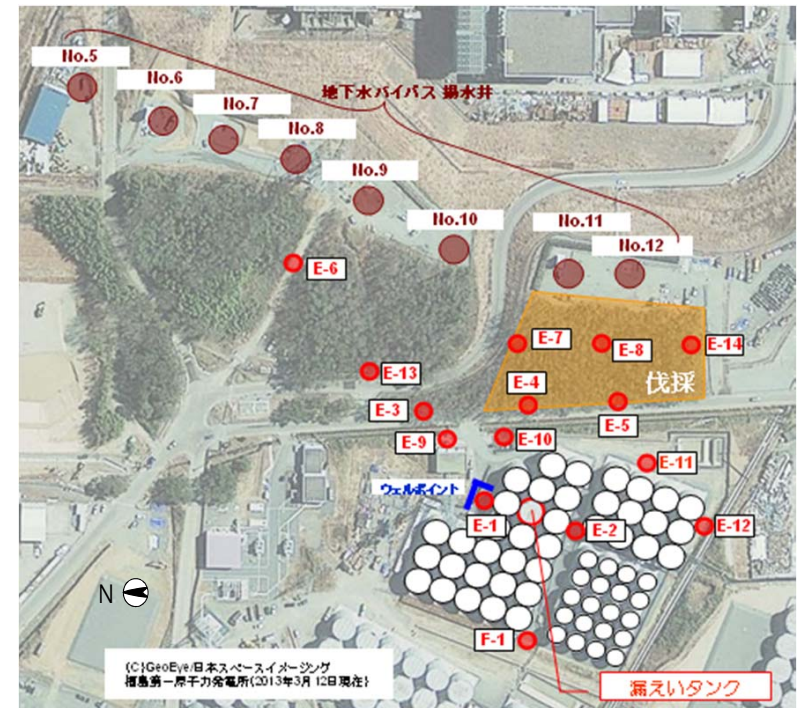 No.5
No.6
No.7
地下水バイパス 揚水井
No.8
No.9
No.10
No.11
No.12
E-6
E-7
E-8
E-14
E-13
伐採
E-4
E-3
E-5
E-9
E-10
E-11
ウェルポイント
E-1
E-2
E-12
N
F-1
(C)GeoEye/日本スペースイメージング
福島第一原子力発電所(2013年3月12日現在)
漏えいタンク